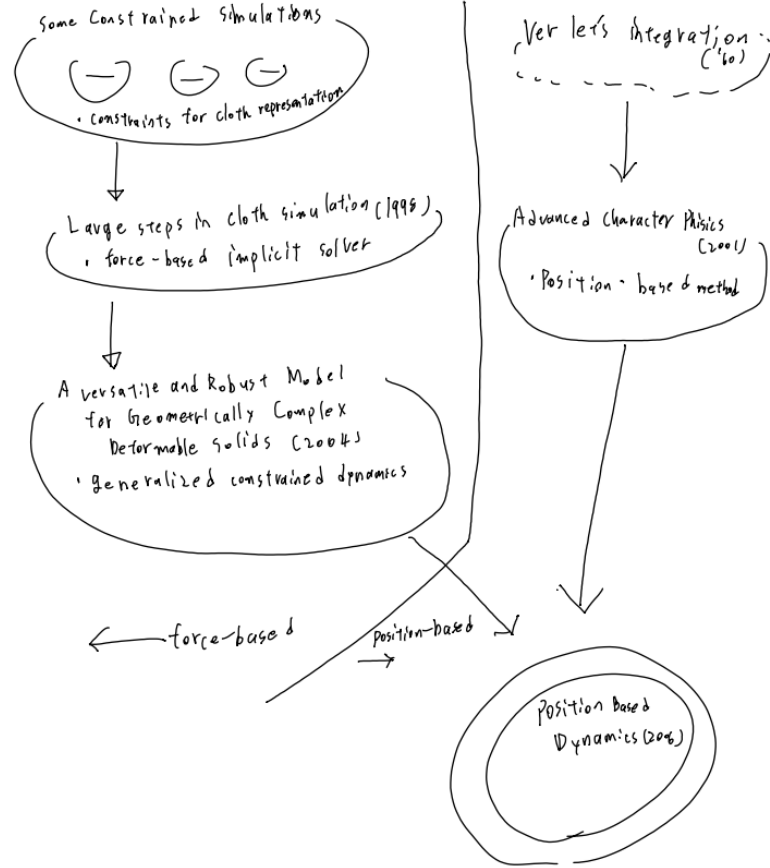 Some Constrained Simulations
• constraints for cloth representation
Large steps in cloth simulation (1998)
• force-based implicit solver
A versatile and Robust Model
for Geometrically Complex
Deformable Solids (2004)
• generalized constrained dynamics
← force-based
position-based
→
Verlet's integration
('60)
Advanced Character Phisics
(2001)
• Position-based method
Position Based
Dynamics (2006)